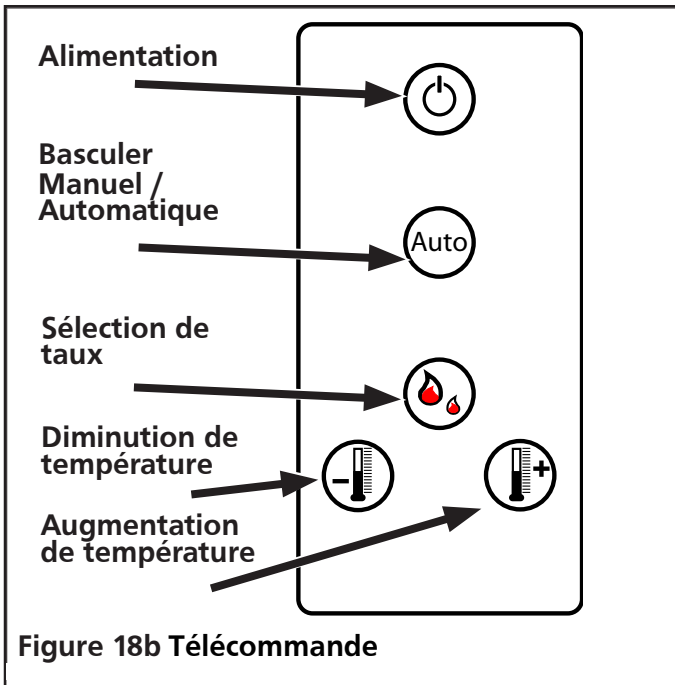 Alimentation
Basculer
Manuel /
Automatique
Auto
Sélection de
taux
Diminution de
température
Augmentation
de température
Figure 18b Télécommande